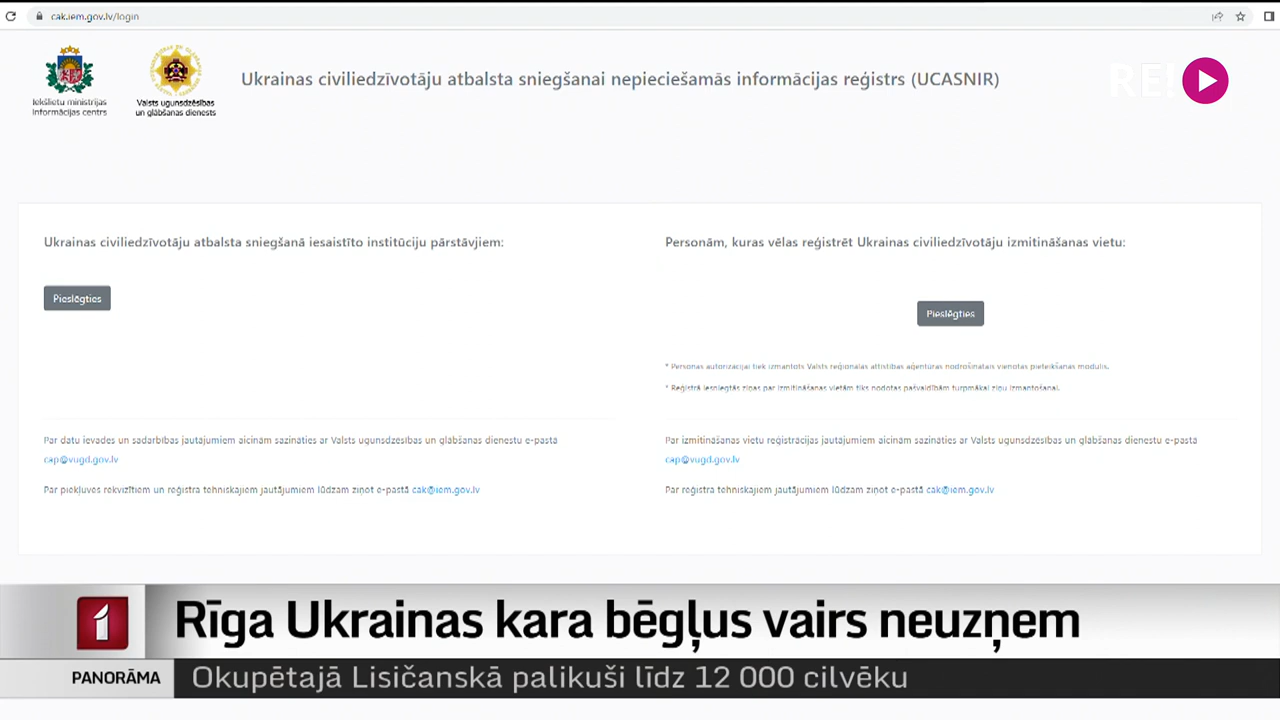 cak.iem.gov.lv/login
Iekšlietu ministrijas
Informācijas centrs
Valsts ugunsdzēsības
un glābšanas dienests
Ukrainas civiliedzīvotāju atbalsta sniegšanai nepieciešamās informācijas reģistrs (UCASNIR)
RE!
Ukrainas civiliedzīvotāju atbalsta sniegšanā iesaistīto institūciju pārstāvjiem:
Pieslēgties
Personām, kuras vēlas reģistrēt Ukrainas civiliedzīvotāju izmitināšanas vietu:
Pieslēgties
* Personas autorizācijai tiek izmantots Valsts reģionālās attīstības aģentūras nodrošinātais vienotās pieteikšanās modulis.
* Reģistrā iesniegtās ziņas par izmitināšanas vietām tiks nodotas pašvaldībām turpmākai ziņu izmantošanai.
Par datu ievades un sadarbības jautājumiem aicinām sazināties ar Valsts ugunsdzēsības un glābšanas dienestu e-pastā
cap@vugd.gov.lv
Par piekļuves rekvizītiem un reģistra tehniskajiem jautājumiem lūdzam ziņot e-pastā cak@iem.gov.lv
Par izmitināšanas vietu reģistrācijas jautājumiem aicinām sazināties ar Valsts ugunsdzēsības un glābšanas dienestu e-pastā
cap@vugd.gov.lv
Par reģistra tehniskajiem jautājumiem lūdzam ziņot e-pastā cak@iem.gov.lv
1
Rīga Ukrainas kara bēgļus vairs neuzņem
PANORĀMA
Okupētajā Lisičanskā palikuši līdz 12 000 cilvēku